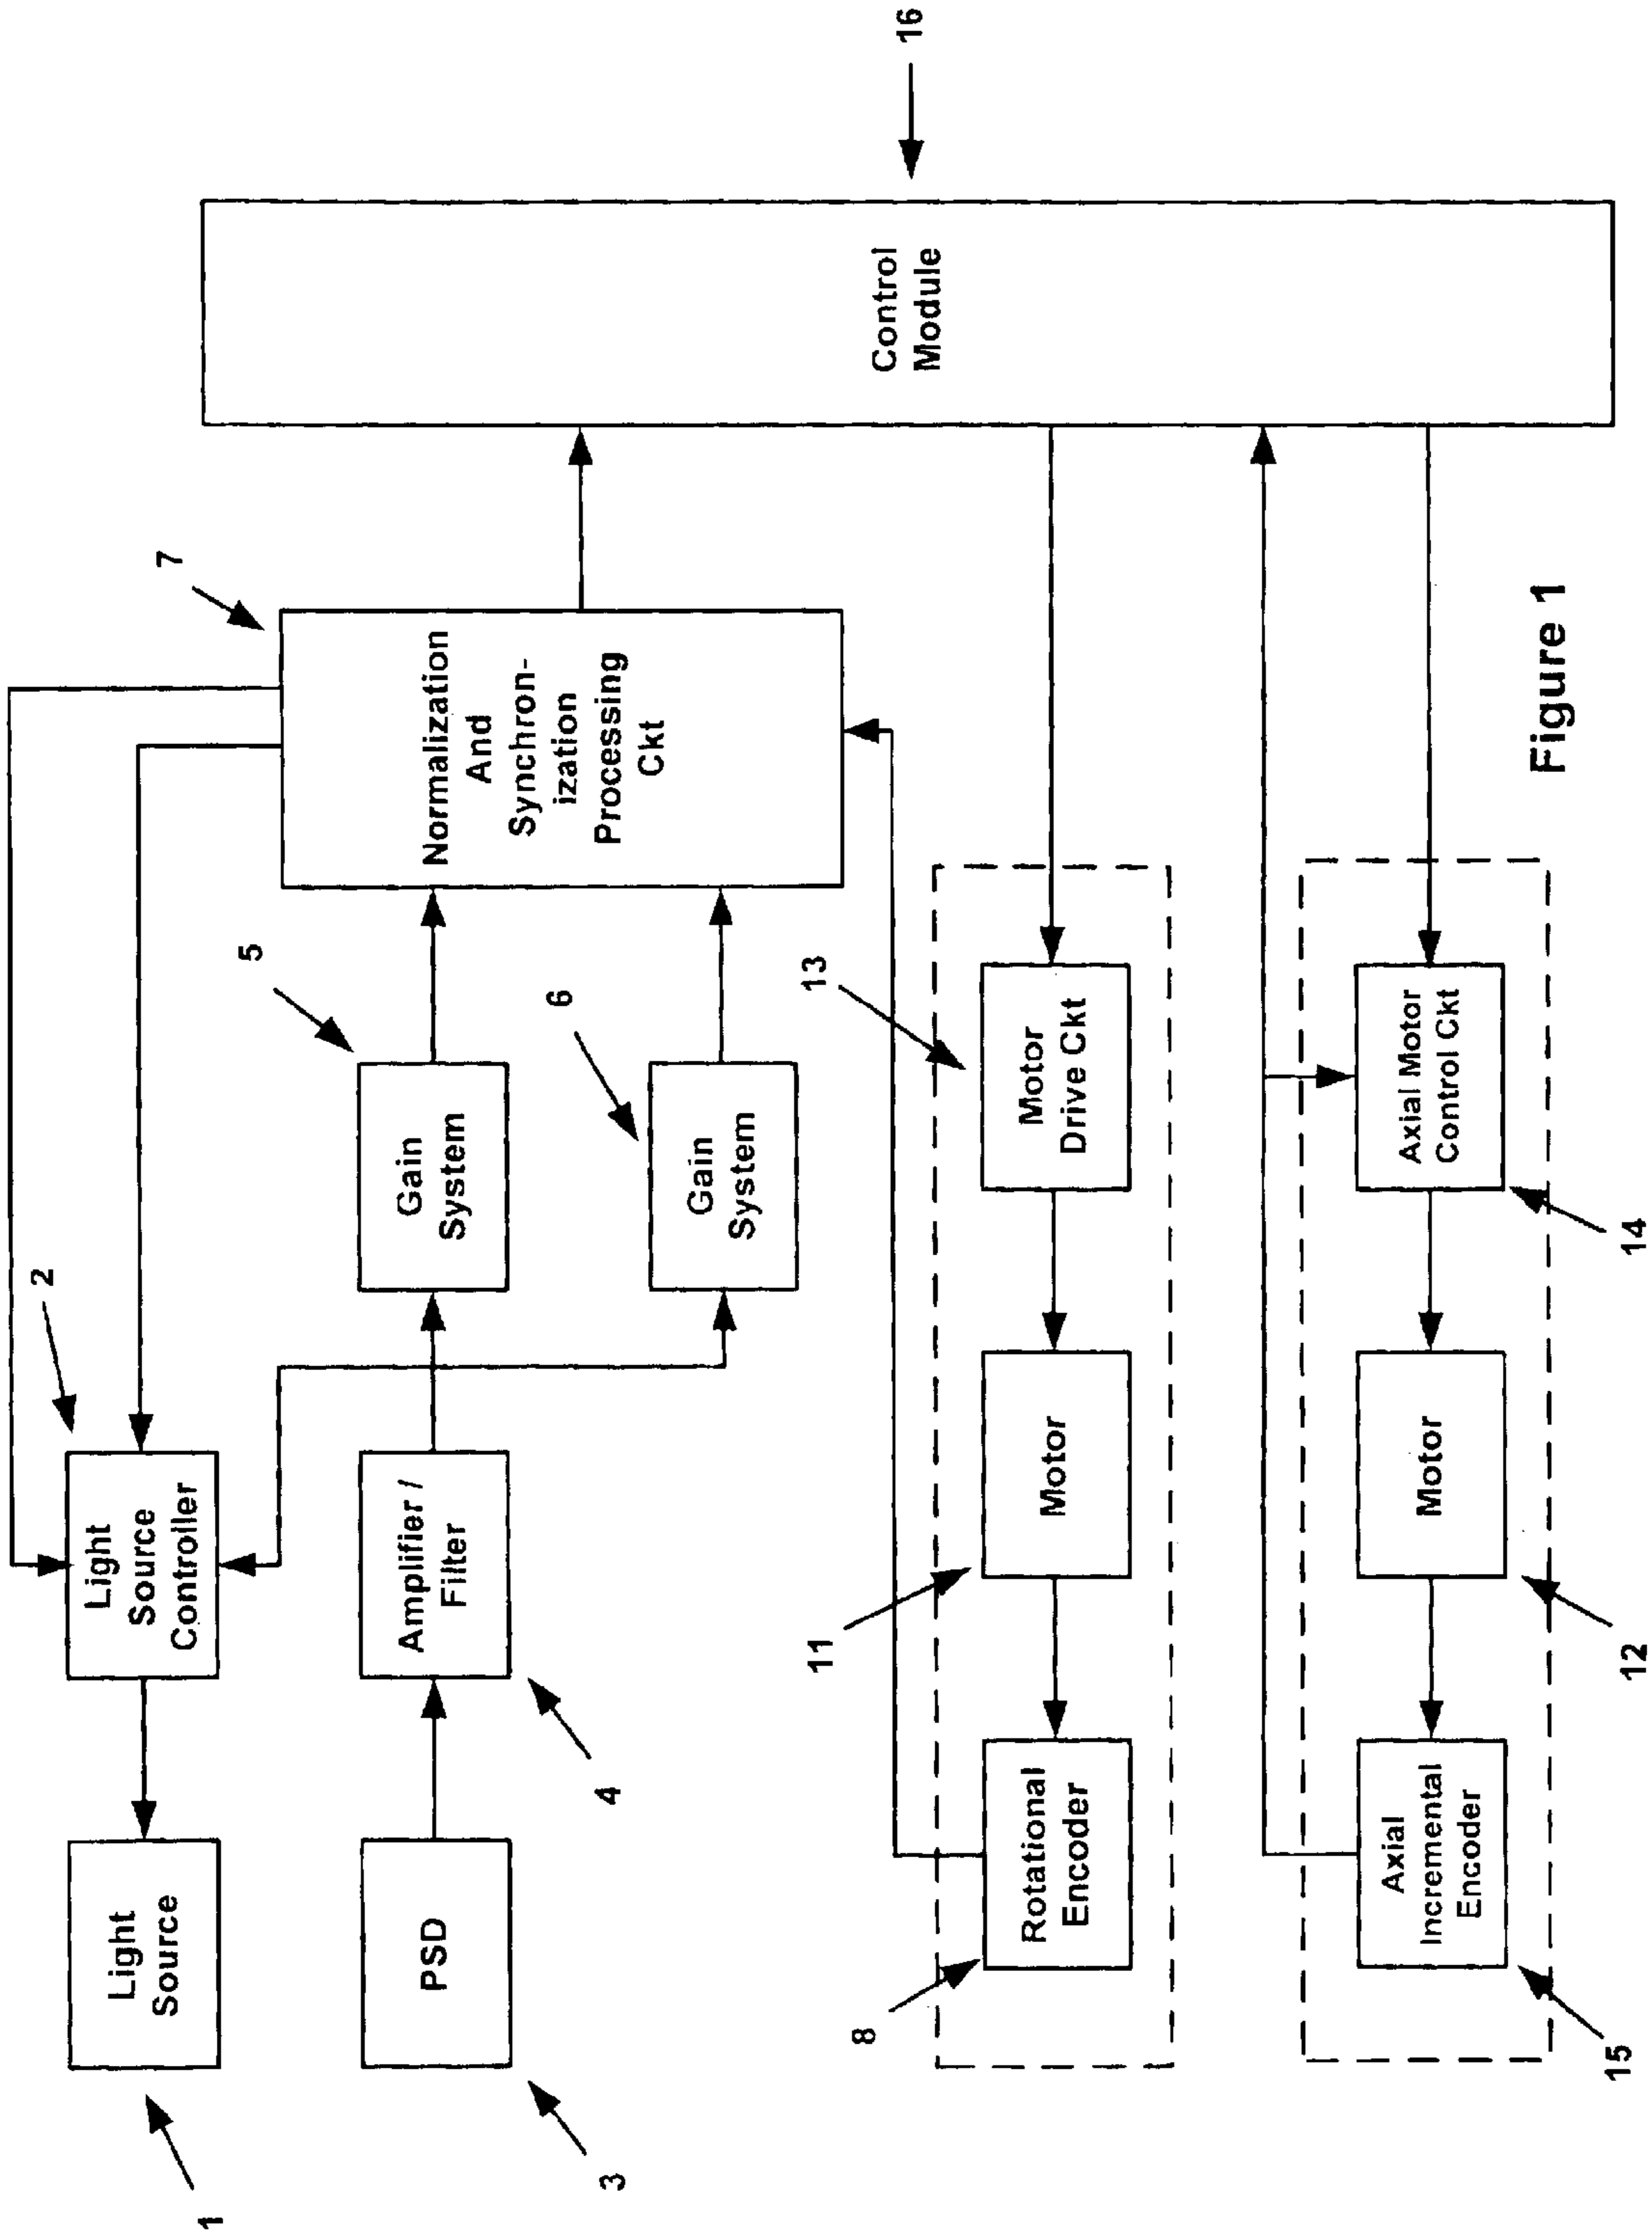 1
Light
Source
2
Light
Source
Controller
3
PSD
4
Amplifier /
Filter
5
Gain
System
6
Gain
System
7
Normalization
And
Synchron-
ization
Processing
Ckt
16
Control
Module
8
Rotational
Encoder
11
Motor
13
Motor
Drive Ckt
15
Axial
Incremental
Encoder
12
Motor
14
Axial Motor
Control Ckt
Figure 1